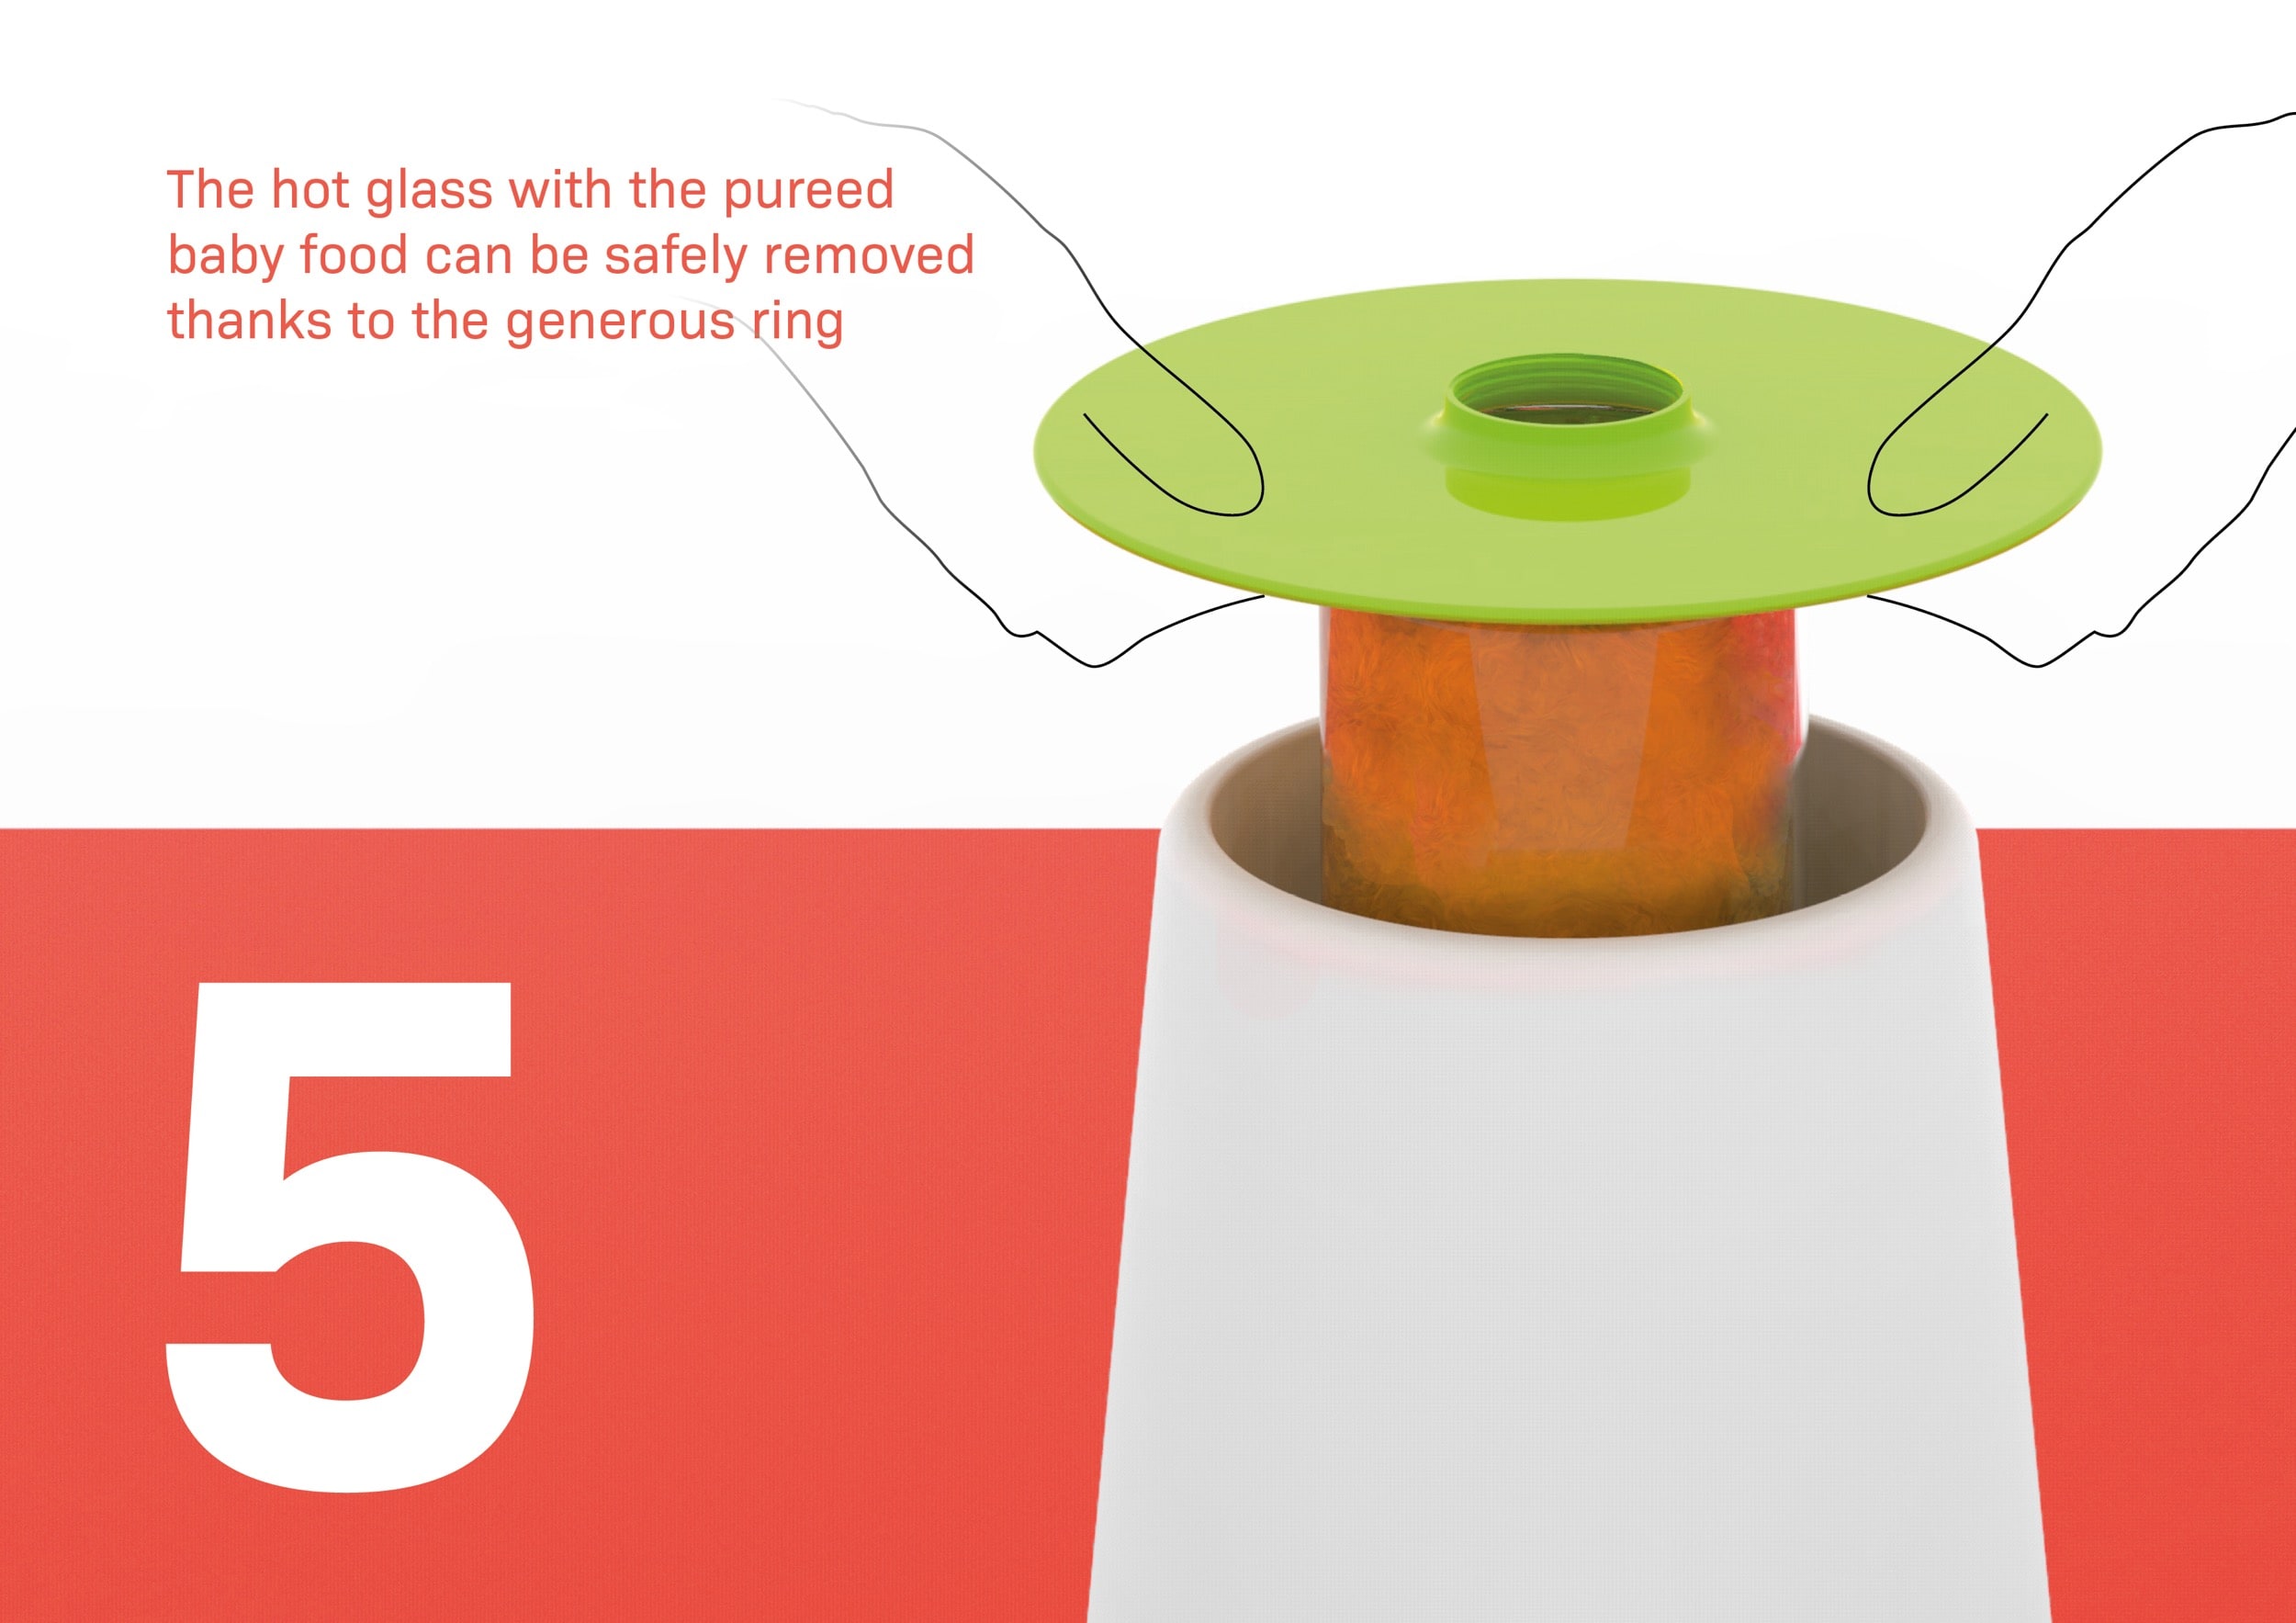 The hot glass with the pureed
baby food can be safely removed
thanks to the generous ring
5